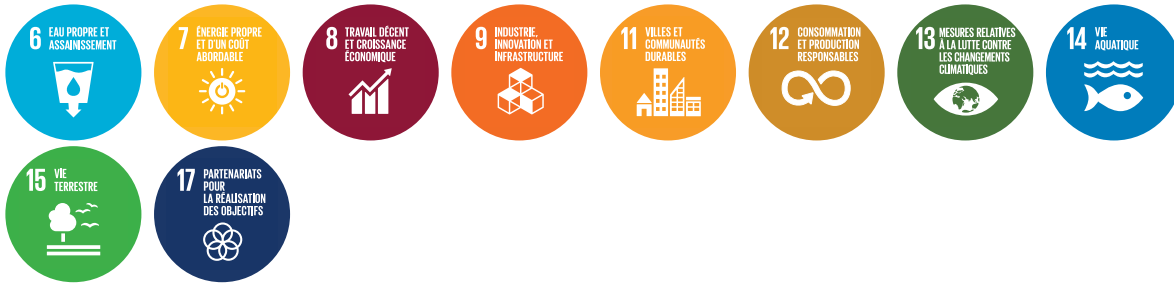 6 EAU PROPRE ET
ASSAINISSEMENT
7 ÉNERGIE PROPRE
ET D'UN COÛT
ABORDABLE
8 TRAVAIL DÉCENT
ET CROISSANCE
ÉCONOMIQUE
9 INDUSTRIE,
INNOVATION ET
INFRASTRUCTURE
11 VILLES ET
COMMUNAUTÉS
DURABLES
12 CONSOMMATION
ET PRODUCTION
RESPONSABLES
13 MESURES RELATIVES
À LA LUTTE CONTRE
LES CHANGEMENTS
CLIMATIQUES
14 VIE
AQUATIQUE
15 VIE
TERRESTRE
17 PARTENARIATS
POUR
LA RÉALISATION
DES OBJECTIFS